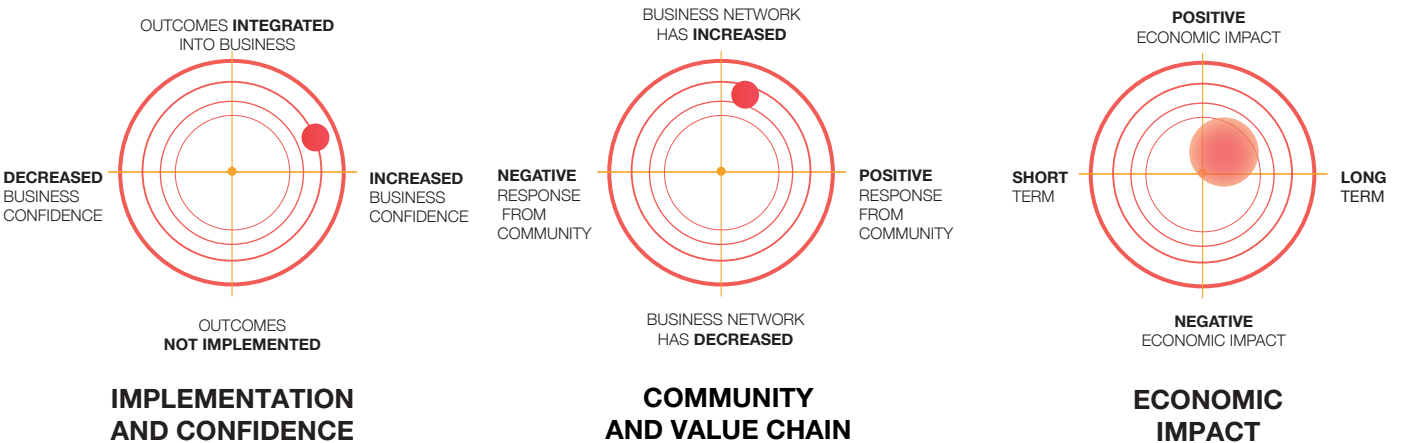 OUTCOMES INTEGRATED
INTO BUSINESS
DECREASED
BUSINESS
CONFIDENCE
INCREASED
BUSINESS
CONFIDENCE
OUTCOMES
NOT IMPLEMENTED
IMPLEMENTATION
AND CONFIDENCE
BUSINESS NETWORK
HAS INCREASED
NEGATIVE
RESPONSE
FROM
COMMUNITY
POSITIVE
RESPONSE
FROM
COMMUNITY
BUSINESS NETWORK
HAS DECREASED
COMMUNITY
AND VALUE CHAIN
POSITIVE
ECONOMIC IMPACT
SHORT
TERM
LONG
TERM
NEGATIVE
ECONOMIC IMPACT
ECONOMIC
IMPACT